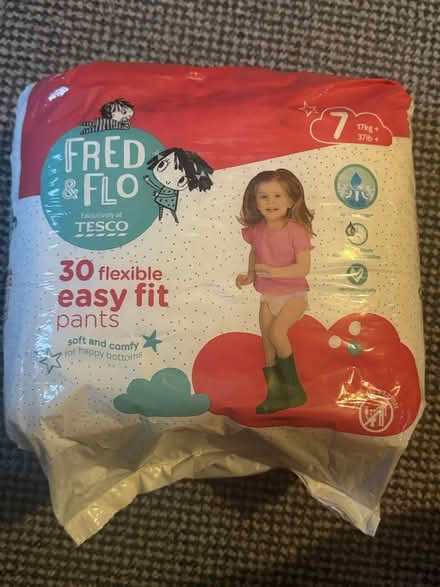 FRED
& FLO
Exclusively at
TESCO
7
17kg +
37lb +
30 flexible
easy fit
pants
soft and comfy
for happy bottoms